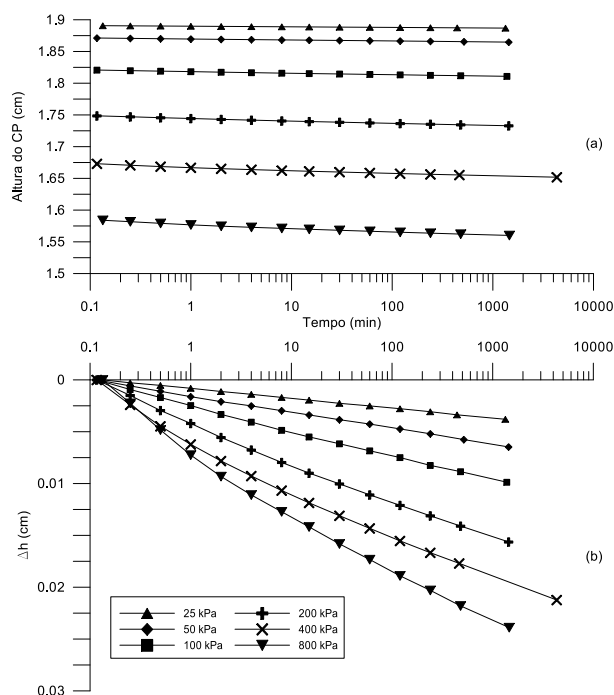 1.9
1.85
1.8
1.75
1.7
1.65
1.6
1.55
1.5
Altura do CP (cm)
(a)
0.1 1 10 100 1000 10000
Tempo (min)
0.1 1 10 100 1000 10000
0
0.01
0.02
0.03
Δh (cm)
(b)
25 kPa 200 kPa
50 kPa 400 kPa
100 kPa 800 kPa